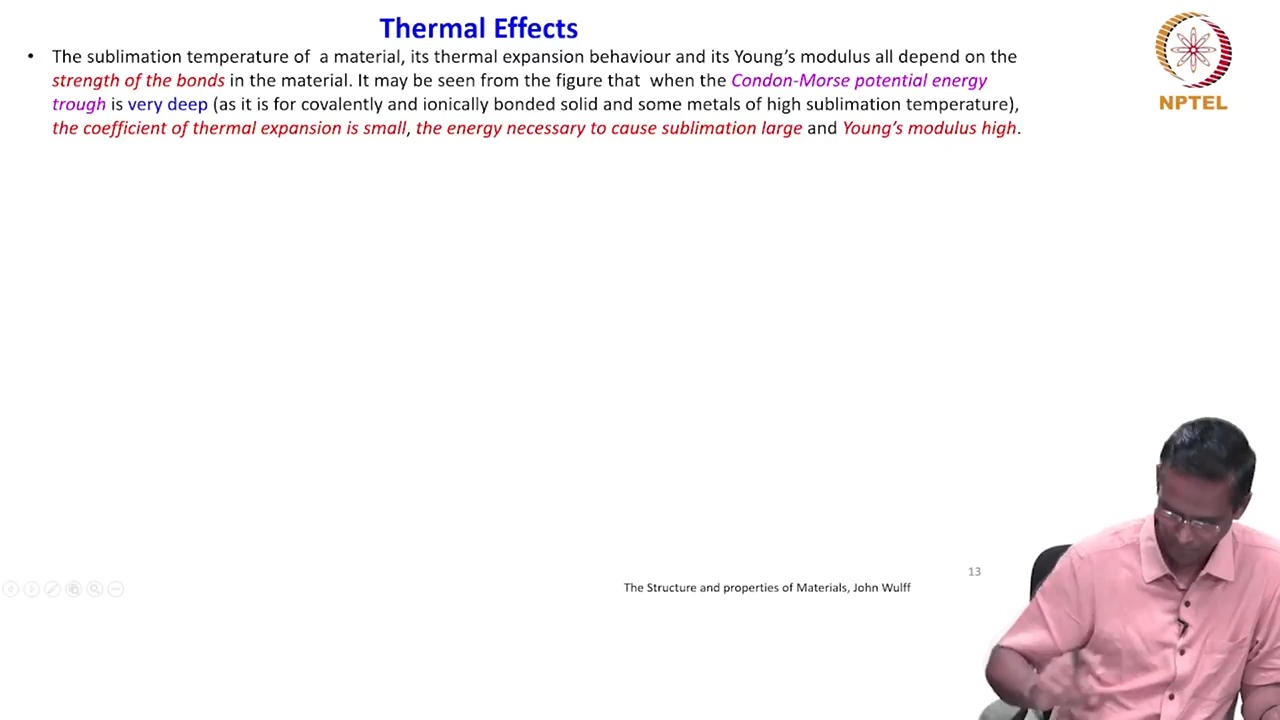 Thermal Effects
• The sublimation temperature of a material, its thermal expansion behaviour and its Young's modulus all depend on the
strength of the bonds in the material. It may be seen from the figure that when the Condon-Morse potential energy
trough is very deep (as it is for covalently and ionically bonded solid and some metals of high sublimation temperature),
the coefficient of thermal expansion is small, the energy necessary to cause sublimation large and Young's modulus high.
NPTEL
13
The Structure and properties of Materials, John Wulff